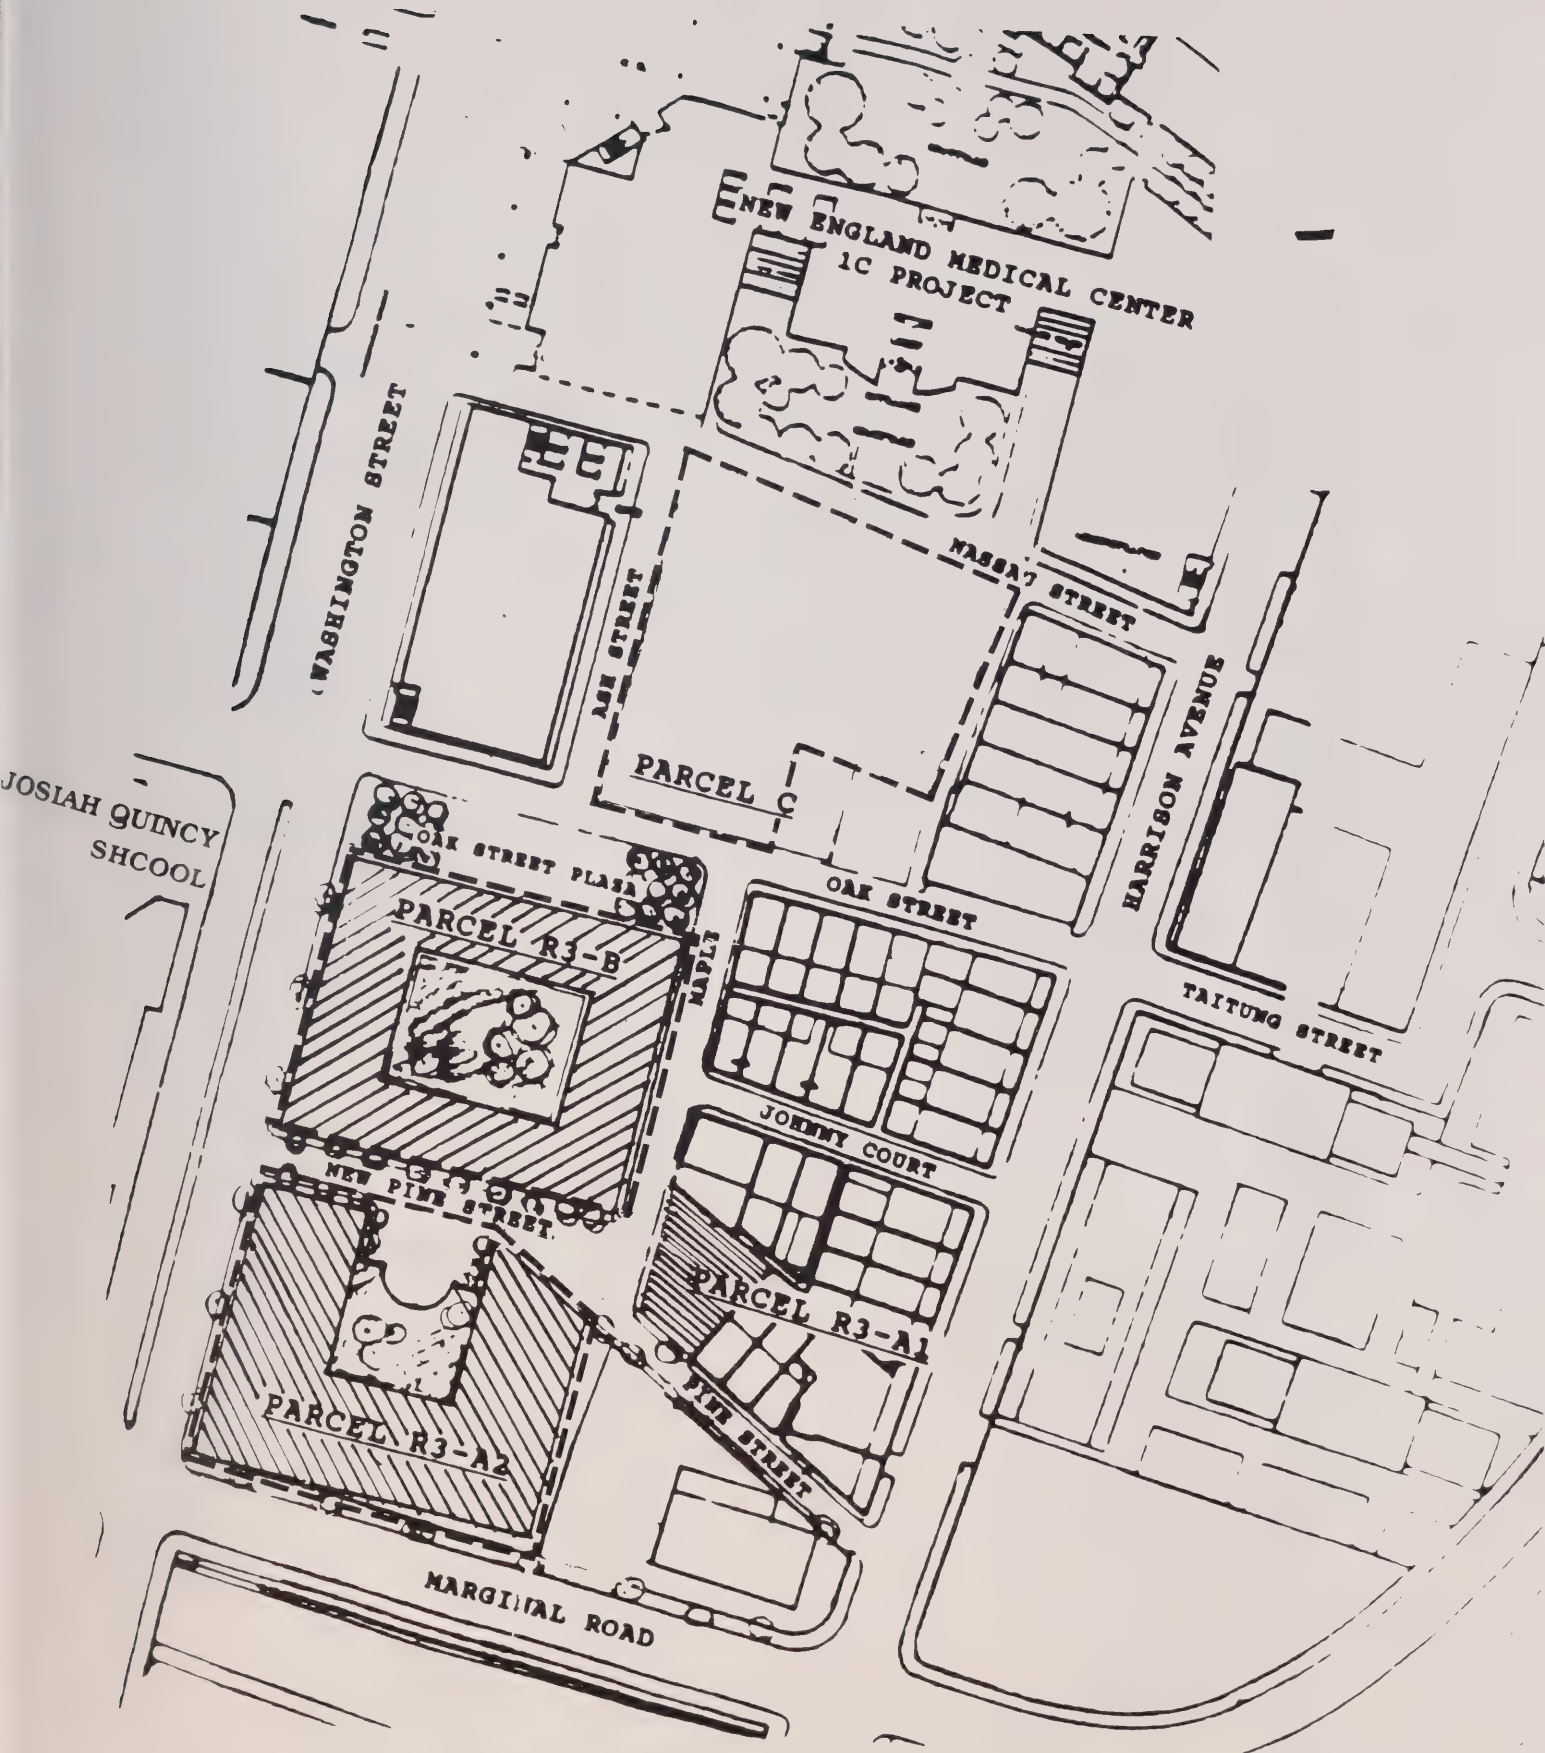 NEW ENGLAND MEDICAL CENTER
1C PROJECT
WASHINGTON STREET
NASSAU STREET
ASH STREET
HARRISON AVENUE
PARCEL C
JOSIAH QUINCY
SHCOOL
OAK STREET PLAZA
OAK STREET
PARCEL R3-B
MAPLE
TAITUNG STREET
JOHNNY COURT
NEW PINE STREET
PARCEL R3-A1
PINE STREET
PARCEL R3-A2
MARGINAL ROAD